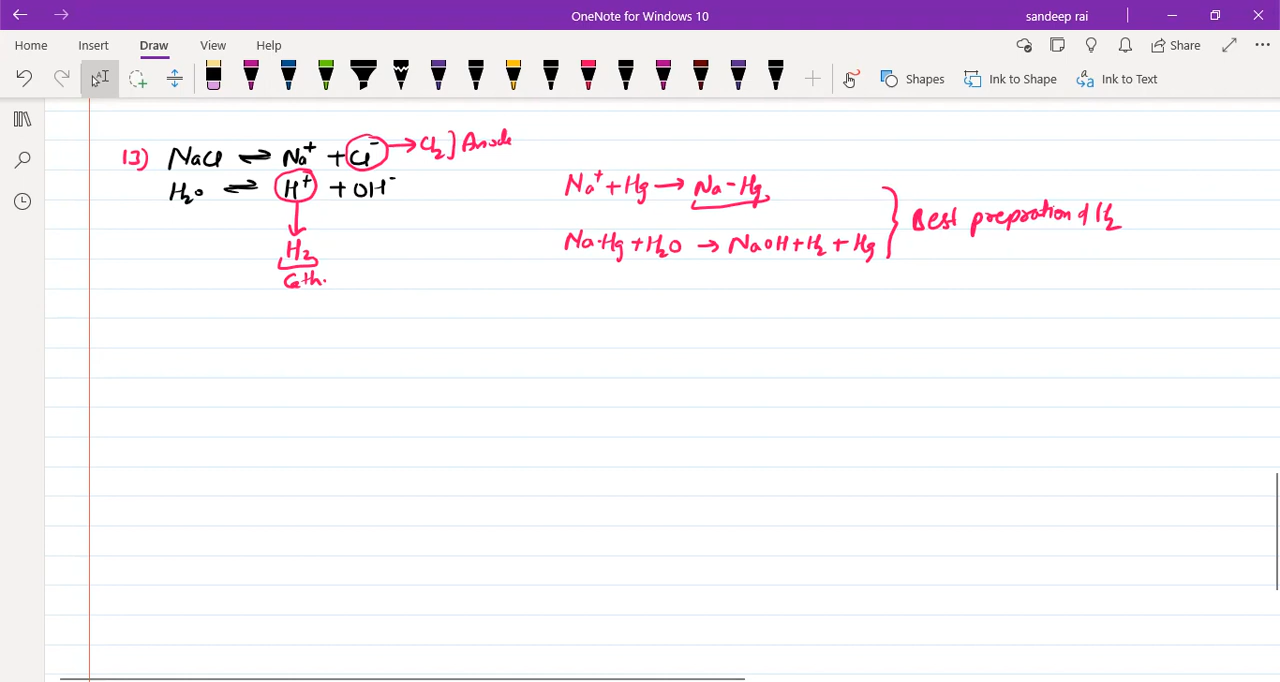 OneNote for Windows 10
sandeep rai
Home Insert Draw View Help
Share
Shapes Ink to Shape Ink to Text
13) NaCl ⇌ Na⁺ + Cl⁻ → Cl₂] Anode
H₂O ⇌ H⁺ + OH⁻
H₂
Cath.
Na⁺ + Hg → Na-Hg
Na-Hg + H₂O → NaOH + H₂ + Hg
Best prepration of H₂